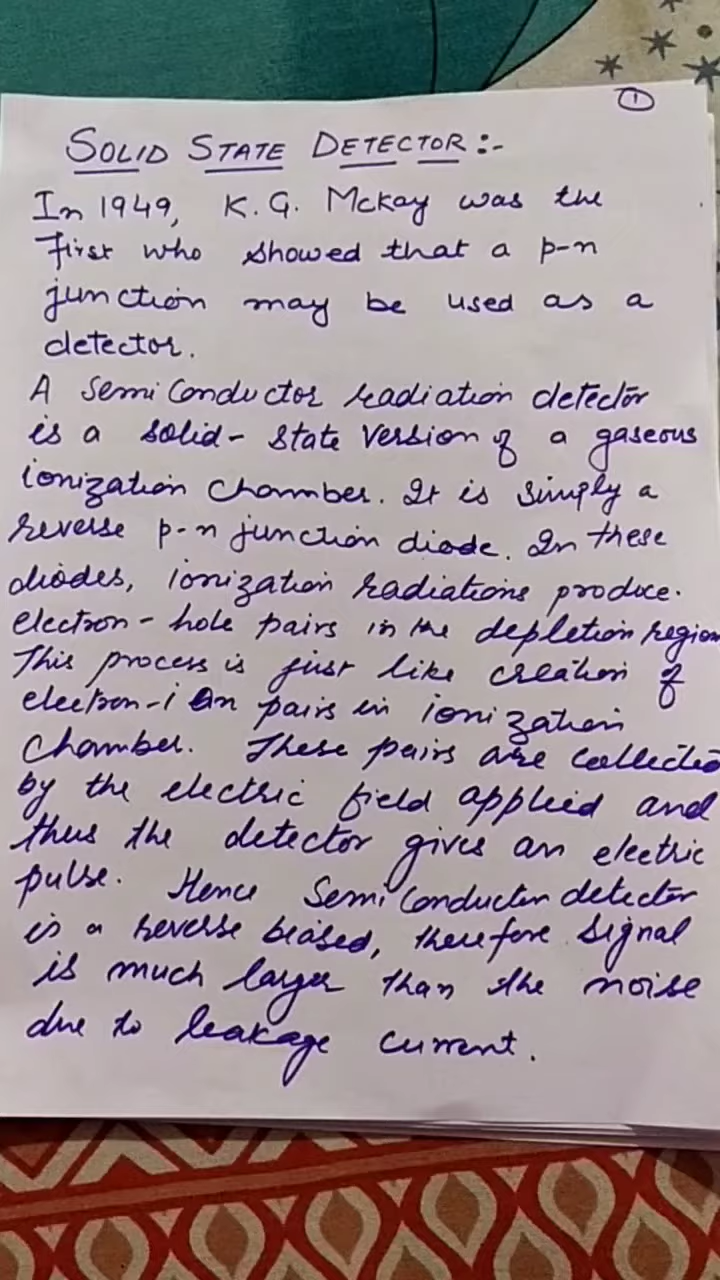 1
SOLID STATE DETECTOR :-
In 1949, K.G. Mckay was the
first who showed that a p-n
junction may be used as a
detector.
A semiconductor radiation detector
is a solid-state version of a gaseous
ionization chamber. It is simply a
reverse p-n junction diode. In these
diodes, ionization radiations produce.
electron-hole pairs in the depletion region
This process is just like creation of
electron-ion pairs in ionization
chamber. These pairs are collected
by the electric field applied and
thus the detector gives an electric
pulse. Hence semiconductor detector
is a reverse biased, therefore signal
is much larger than the noise
due to leakage current.